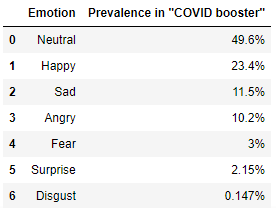 Emotion Prevalence in "COVID booster"
0 Neutral 49.6%
1 Happy 23.4%
2 Sad 11.5%
3 Angry 10.2%
4 Fear 3%
5 Surprise 2.15%
6 Disgust 0.147%